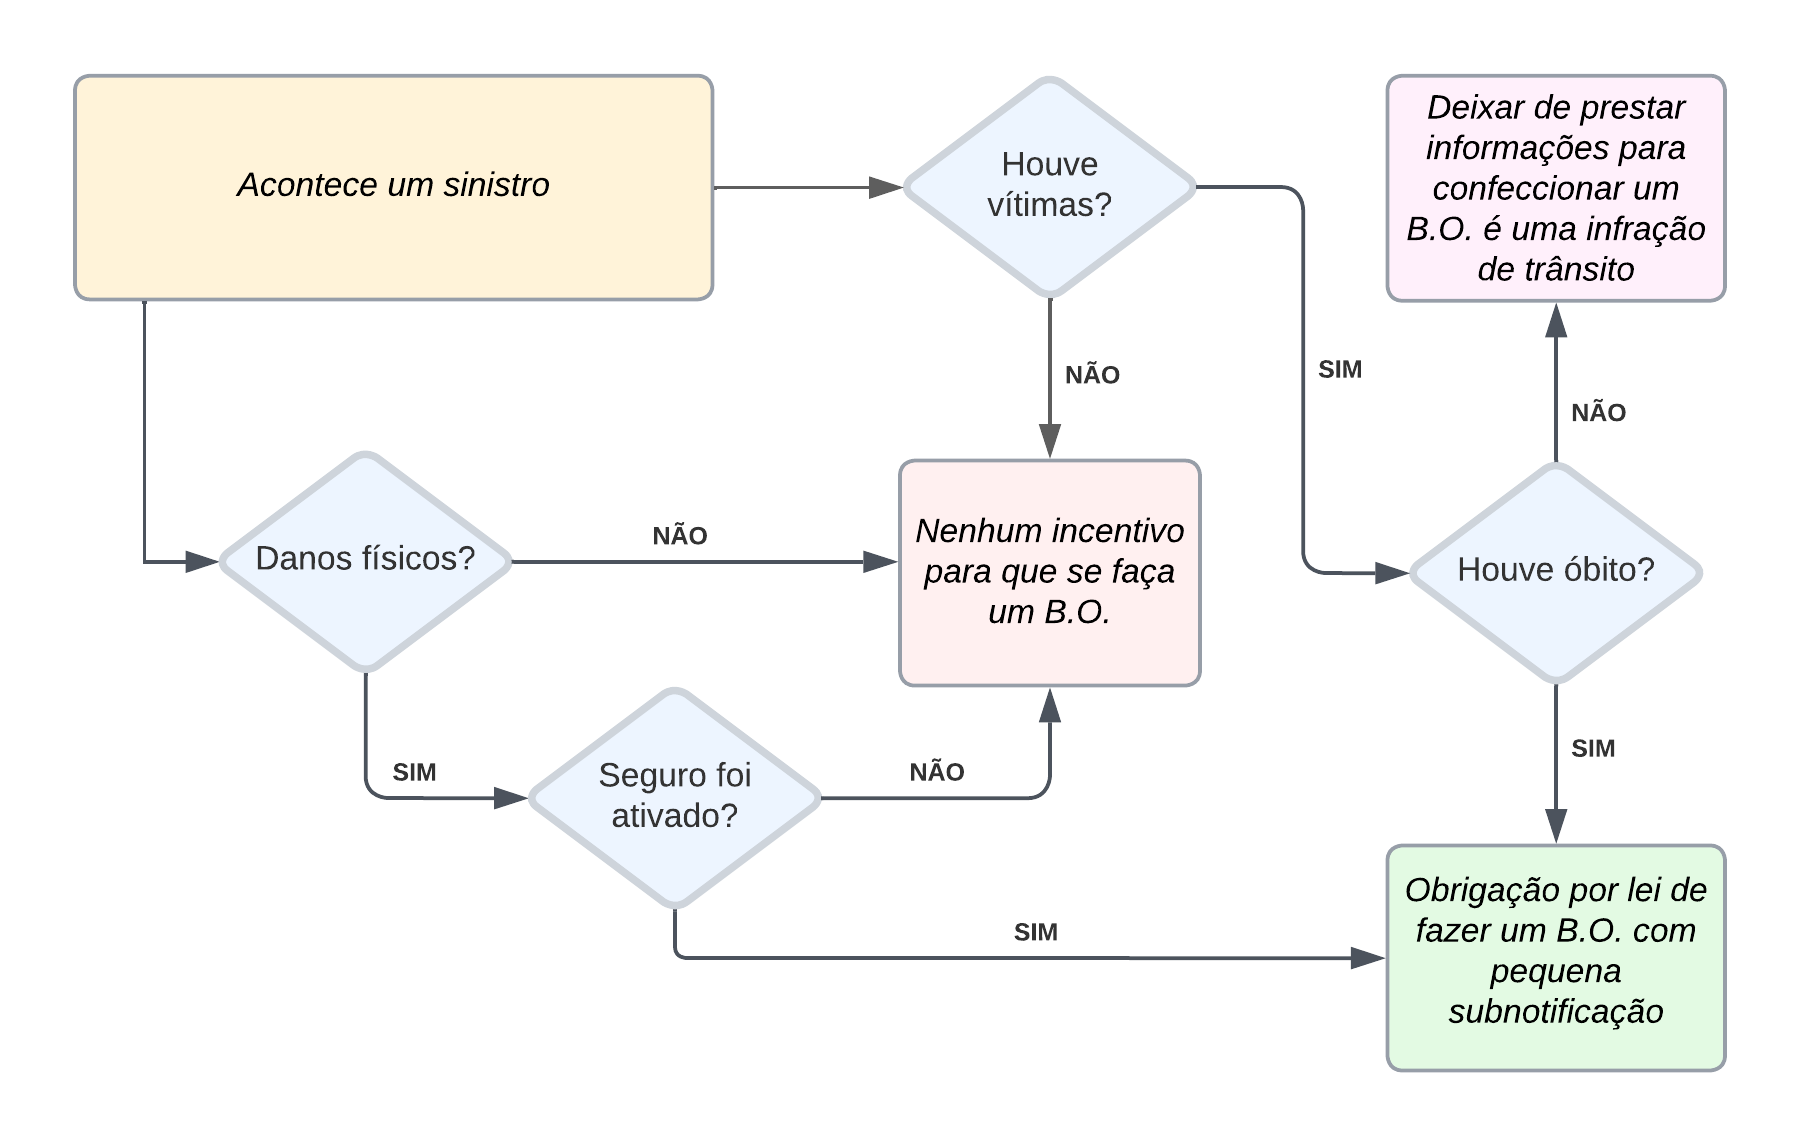 Acontece um sinistro
Houve
vítimas?
Deixar de prestar
informações para
confeccionar um
B.O. é uma infração
de trânsito
NÃO
SIM
NÃO
Danos físicos?
NÃO
Nenhum incentivo
para que se faça
um B.O.
Houve óbito?
SIM
Seguro foi
ativado?
NÃO
SIM
SIM
Obrigação por lei de
fazer um B.O. com
pequena
subnotificação